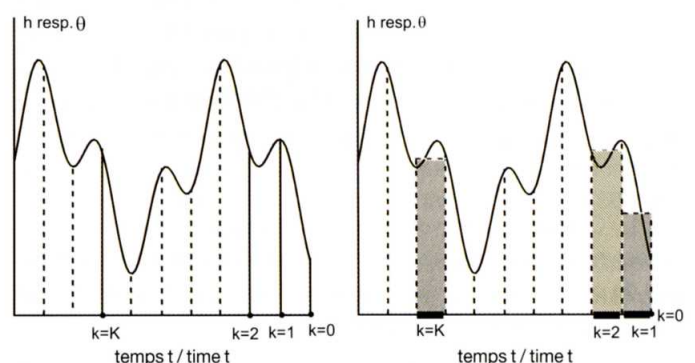 h resp. θ
h resp. θ
k=K
k=2
k=1
k=0
k=K
k=2
k=1
k=0
temps t / time t
temps t / time t